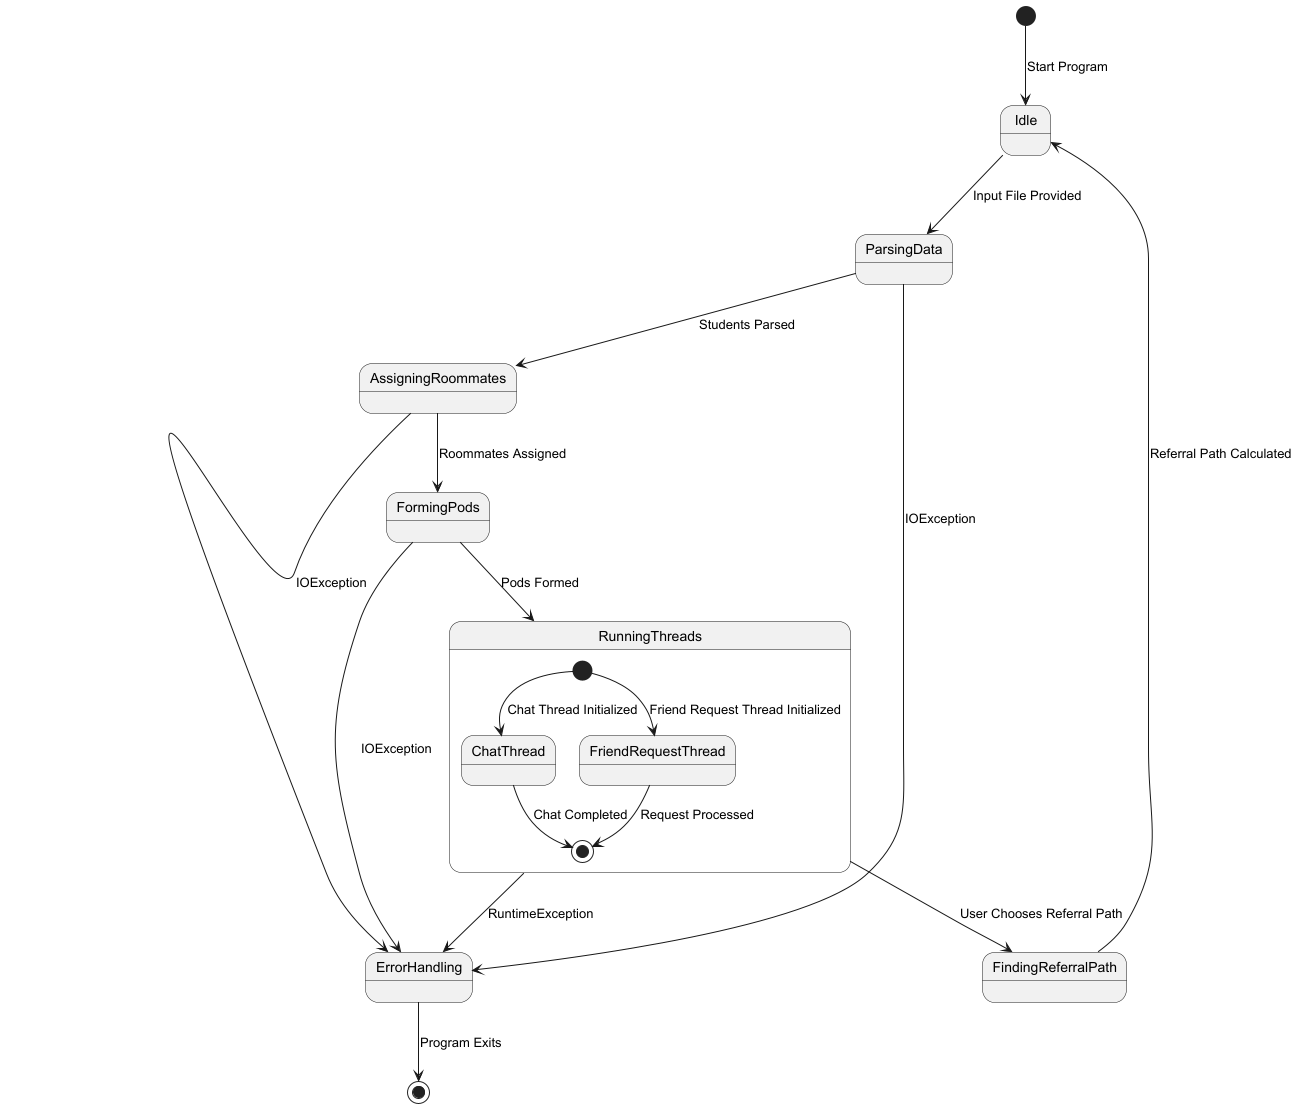 Start Program
Idle
Input File Provided
ParsingData
Students Parsed
AssigningRoommates
Roommates Assigned
Referral Path Calculated
FormingPods
IOException
IOException
Pods Formed
RunningThreads
Chat Thread Initialized
Friend Request Thread Initialized
IOException
ChatThread
FriendRequestThread
Chat Completed
Request Processed
RuntimeException
User Chooses Referral Path
ErrorHandling
FindingReferralPath
Program Exits